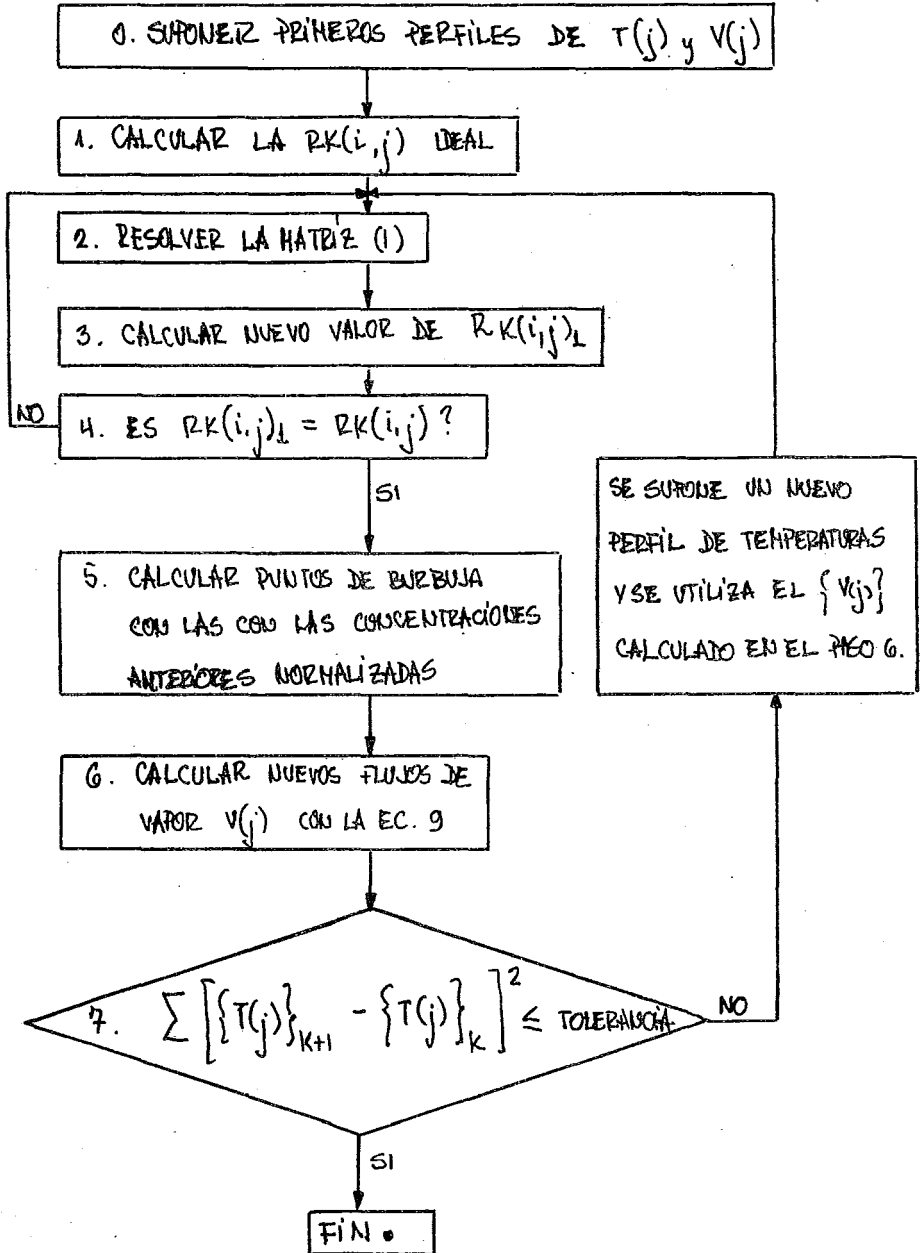 0. SUPONER PRIMEROS PERFILES DE T(j) y V(j)
1. CALCULAR LA RK(i,j) IDEAL
2. RESOLVER LA MATRIZ (1)
3. CALCULAR NUEVO VALOR DE RK(i,j)₁
NO
4. ES RK(i,j)₁ = RK(i,j) ?
SI
5. CALCULAR PUNTOS DE BURBUJA
CON LAS CON LAS CONCENTRACIONES
ANTERIORES NORMALIZADAS
SE SUPONE UN NUEVO
PERFIL DE TEMPERATURAS
Y SE UTILIZA EL {V(j)}
CALCULADO EN EL PASO 6.
6. CALCULAR NUEVOS FLUJOS DE
VAPOR V(j) CON LA EC. 9
7. ∑ [{T(j)}K+1 - {T(j)}K]² ≤ TOLERANCIA
NO
SI
FIN.